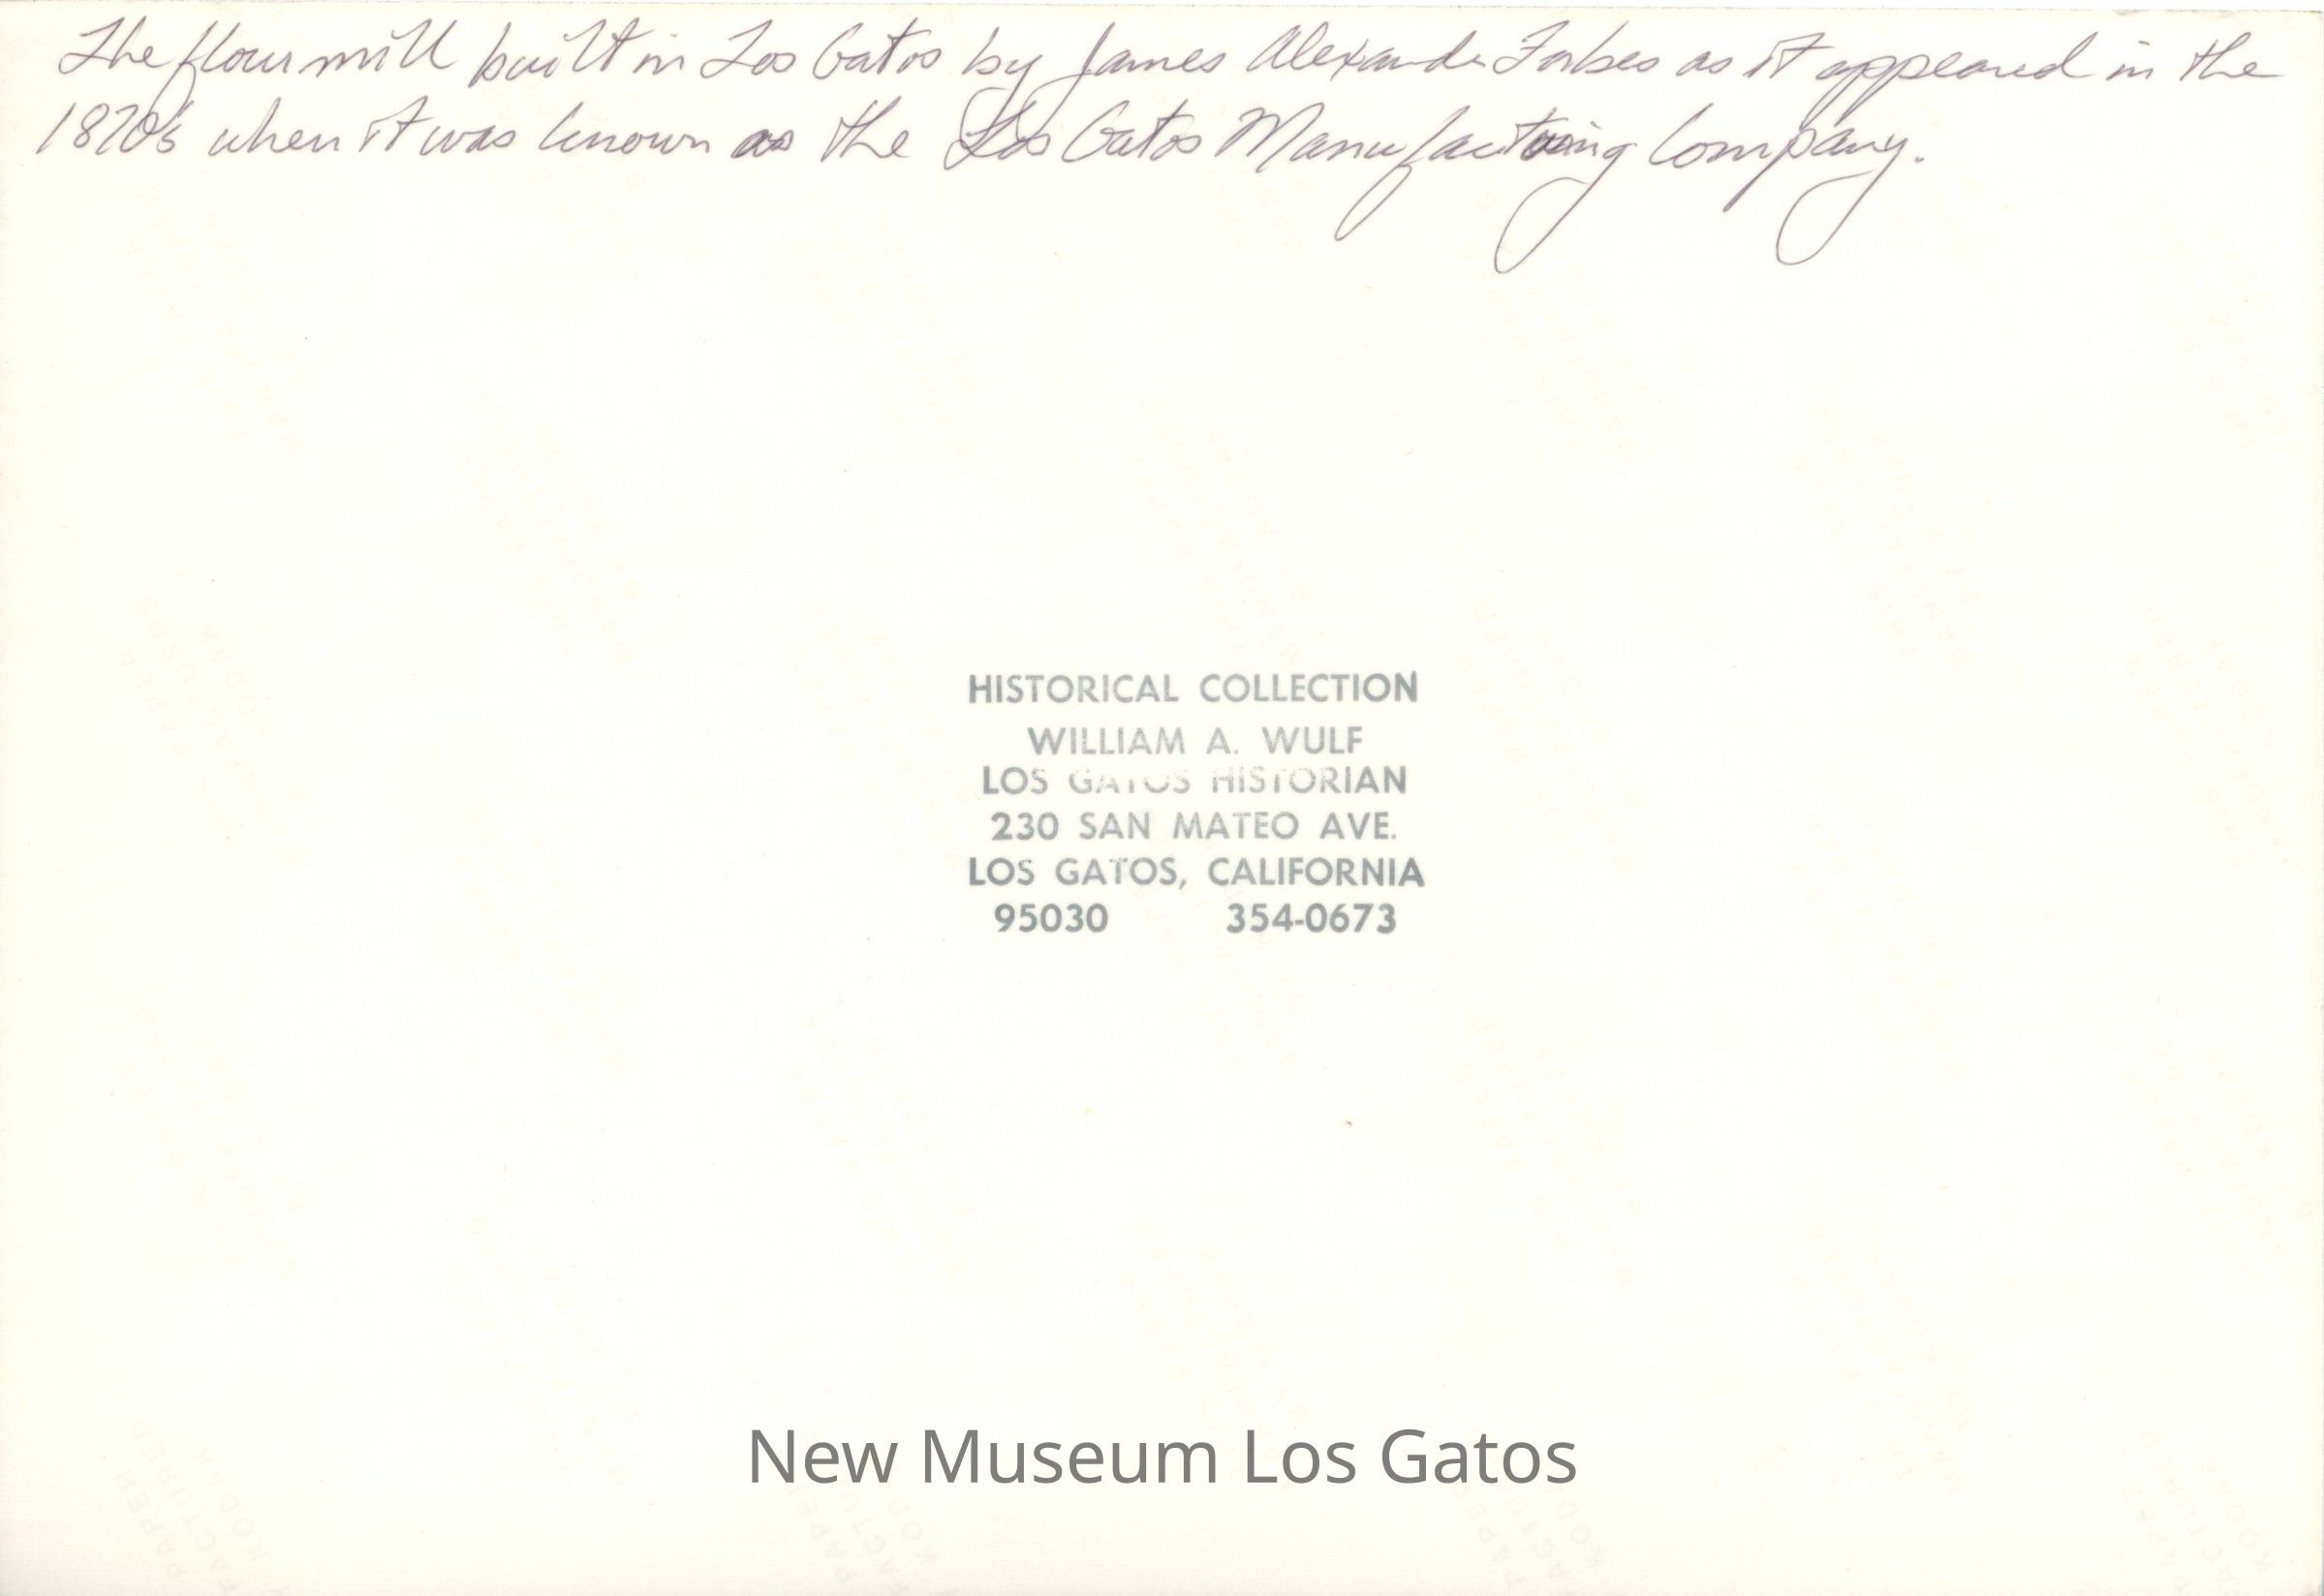 The flour mill built in Los Gatos by James Alexander Forbes as it appeared in the
1870's when it was known as the Los Gatos Manufacturing Company.
HISTORICAL COLLECTION
WILLIAM A. WULF
LOS GATOS HISTORIAN
230 SAN MATEO AVE.
LOS GATOS, CALIFORNIA
95030 354-0673
New Museum Los Gatos